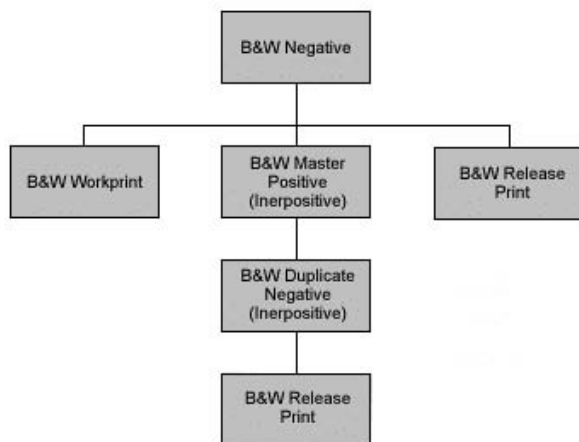 B&W Negative
B&W Workprint
B&W Master
Positive
(Inerpositive)
B&W Release
Print
B&W Duplicate
Negative
(Inerpositive)
B&W Release
Print